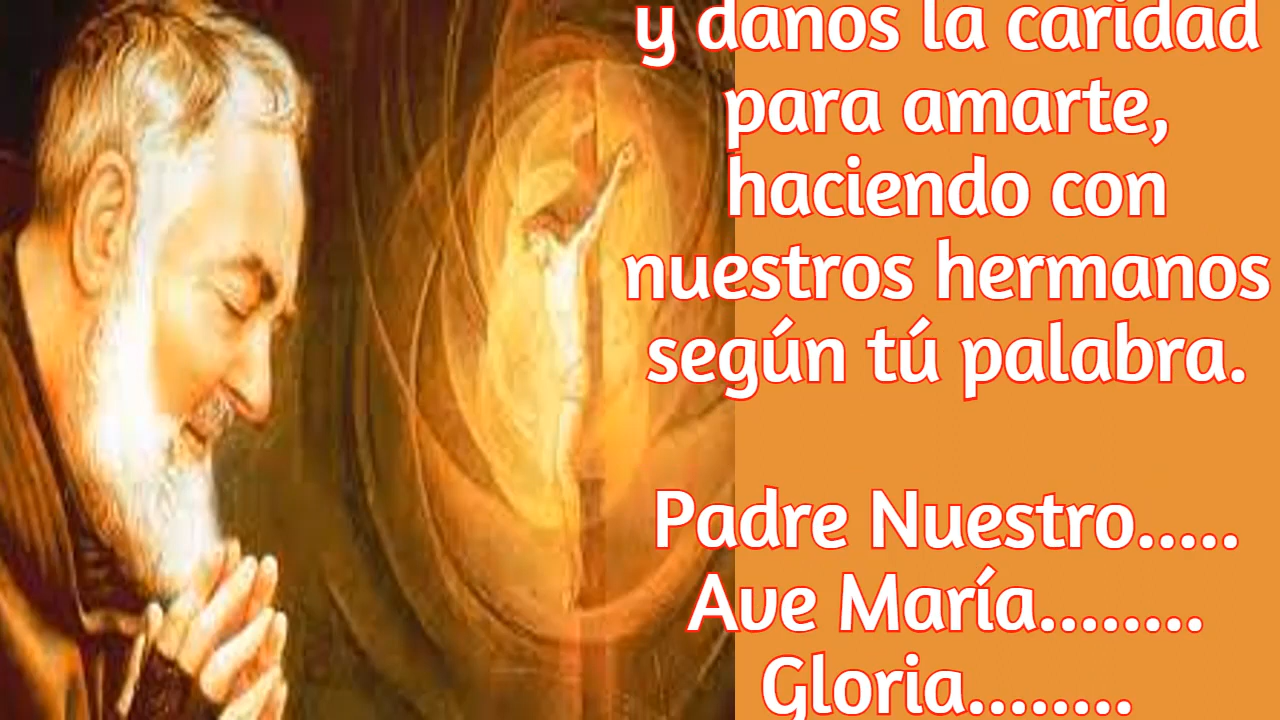 y danos la caridad
para amarte,
haciendo con
nuestros hermanos
según tú palabra.
Padre Nuestro.....
Ave María........
Gloria........